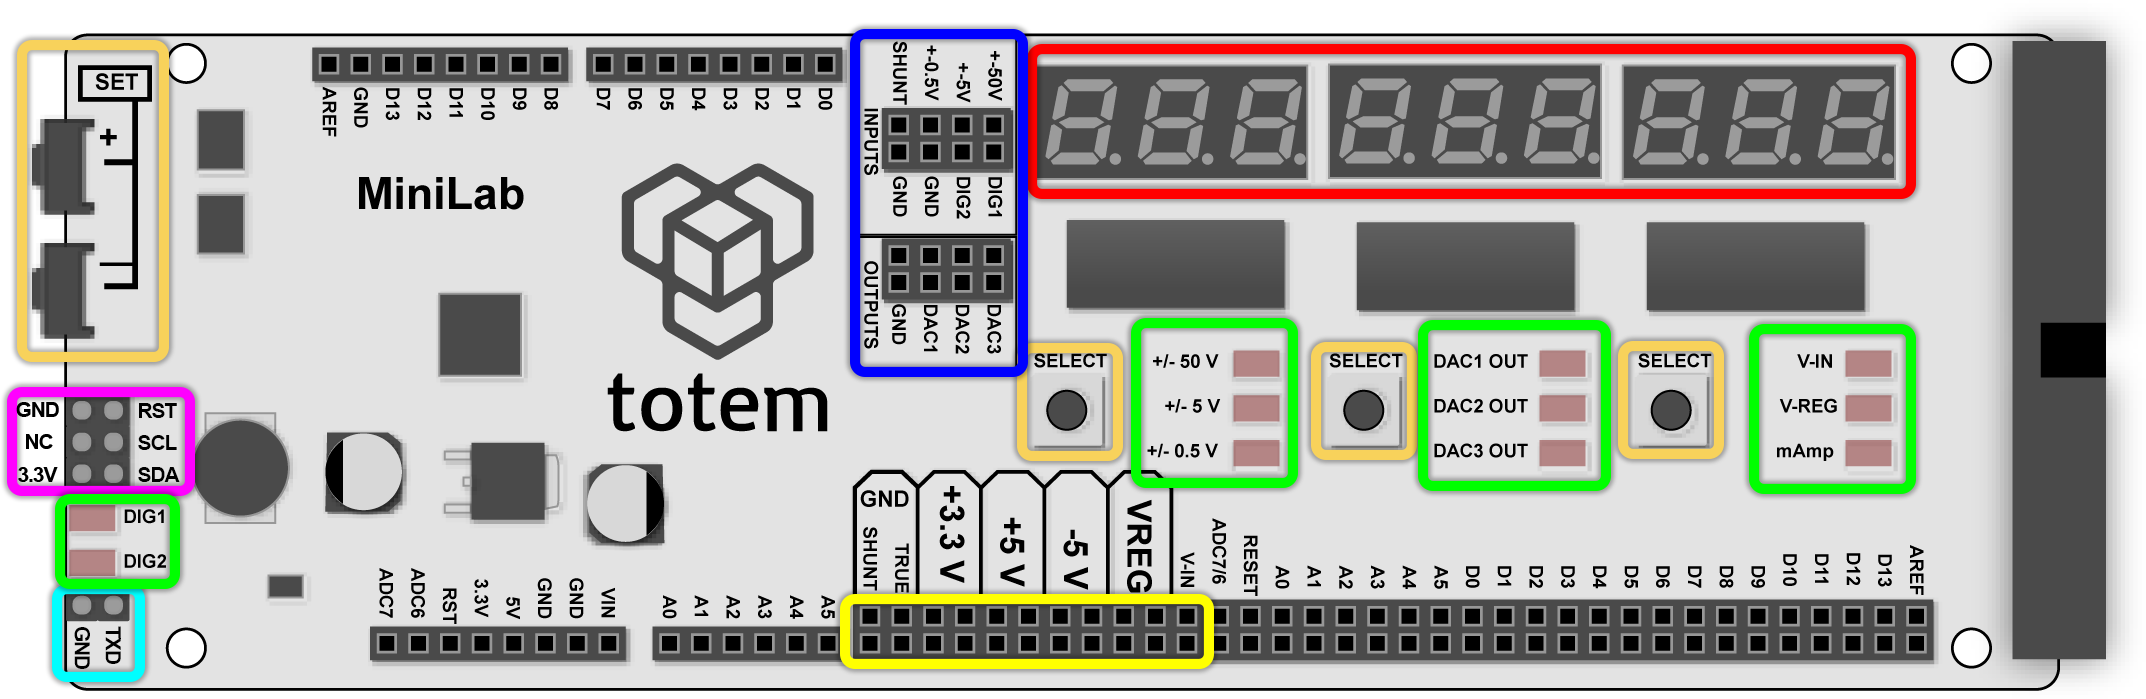 SET
+
AREF GND D13 D12 D11 D10 D9 D8
D7 D6 D5 D4 D3 D2 D1 D0
SHUNT +-0.5V +-5V +-50V
INPUTS
GND GND DIG2 DIG1
OUTPUTS
GND DAC1 DAC2 DAC3
MiniLab
totem
SELECT
+/- 50 V
+/- 5 V
+/- 0.5 V
SELECT
DAC1 OUT
DAC2 OUT
DAC3 OUT
SELECT
V-IN
V-REG
mAmp
GND RST
NC SCL
3.3V SDA
DIG1
DIG2
GND TXD
ADC7 ADC6 RST 3.3V 5V GND GND VIN
A0 A1 A2 A3 A4 A5
GND
SHUNT TRUE +3.3 V +5 V -5 V VREG V-IN
ADC7/6 RESET A0 A1 A2 A3 A4 A5 D0 D1 D2 D3 D4 D5 D6 D7 D8 D9 D10 D11 D12 D13 AREF